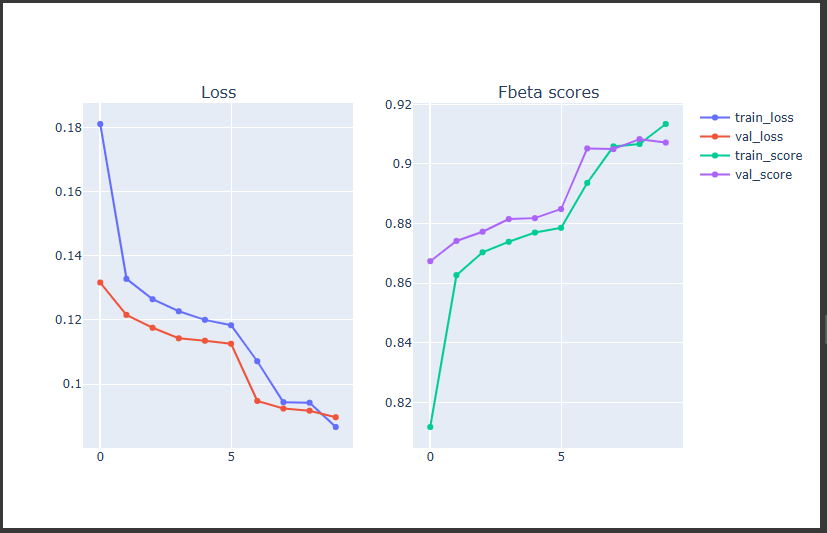 Loss
Fbeta scores
0.18
0.16
0.14
0.12
0.1
0
5
0.92
0.9
0.88
0.86
0.84
0.82
0
5
train_loss
val_loss
train_score
val_score